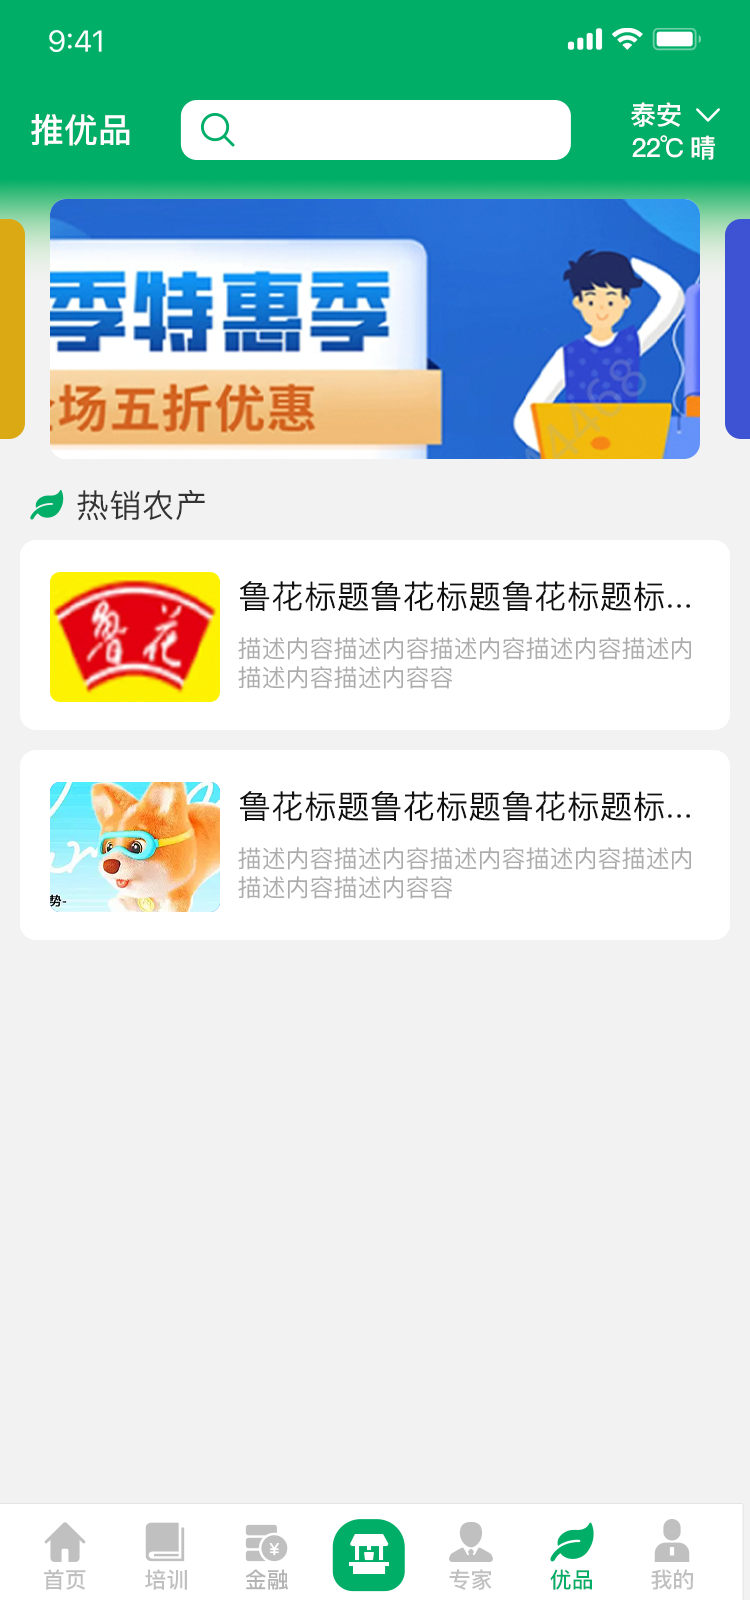 9:41
推优品
泰安
22℃ 晴
季特惠季
场五折优惠
热销农产
鲁花
鲁花标题鲁花标题鲁花标题标...
描述内容描述内容描述内容描述内容描述内
描述内容描述内容容
势-
鲁花标题鲁花标题鲁花标题标...
描述内容描述内容描述内容描述内容描述内
描述内容描述内容容
首页
培训
¥
金融
专家
优品
我的